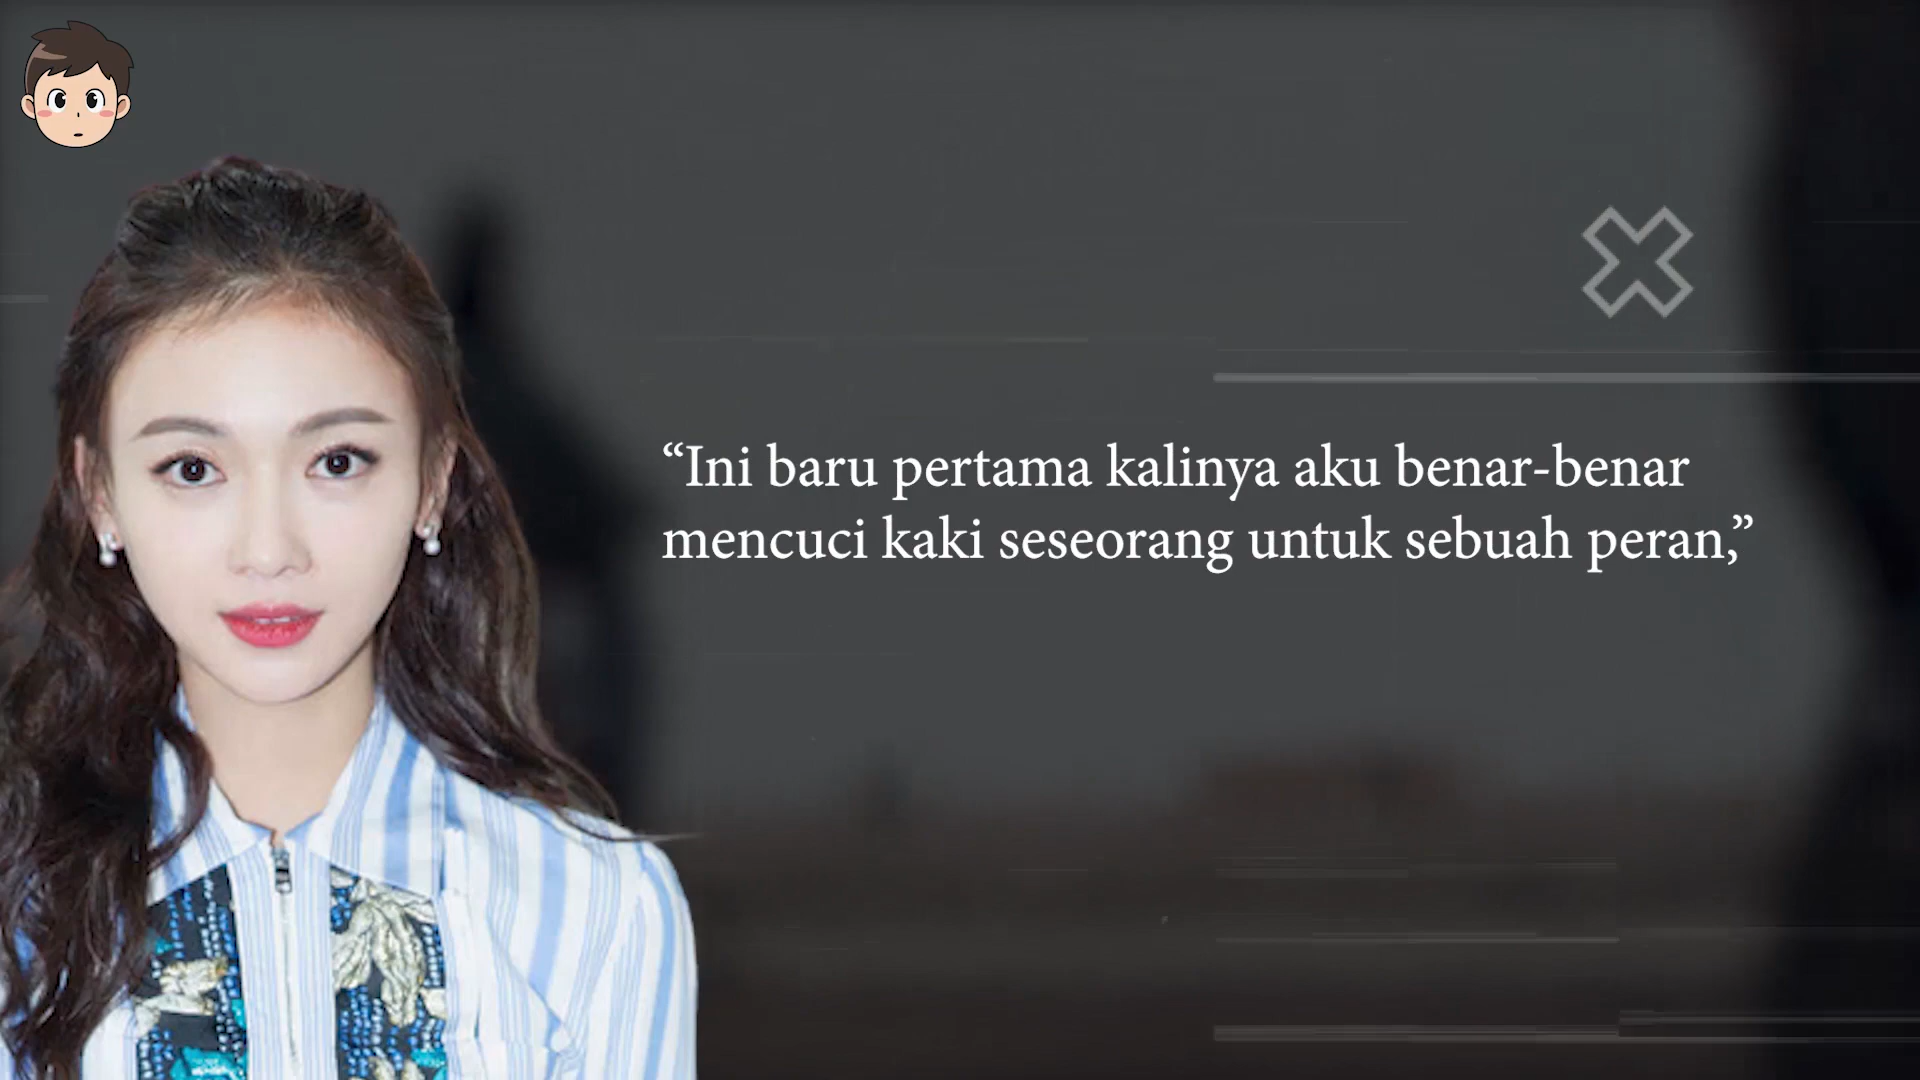 “Ini baru pertama kalinya aku benar-benar
mencuci kaki seseorang untuk sebuah peran,”